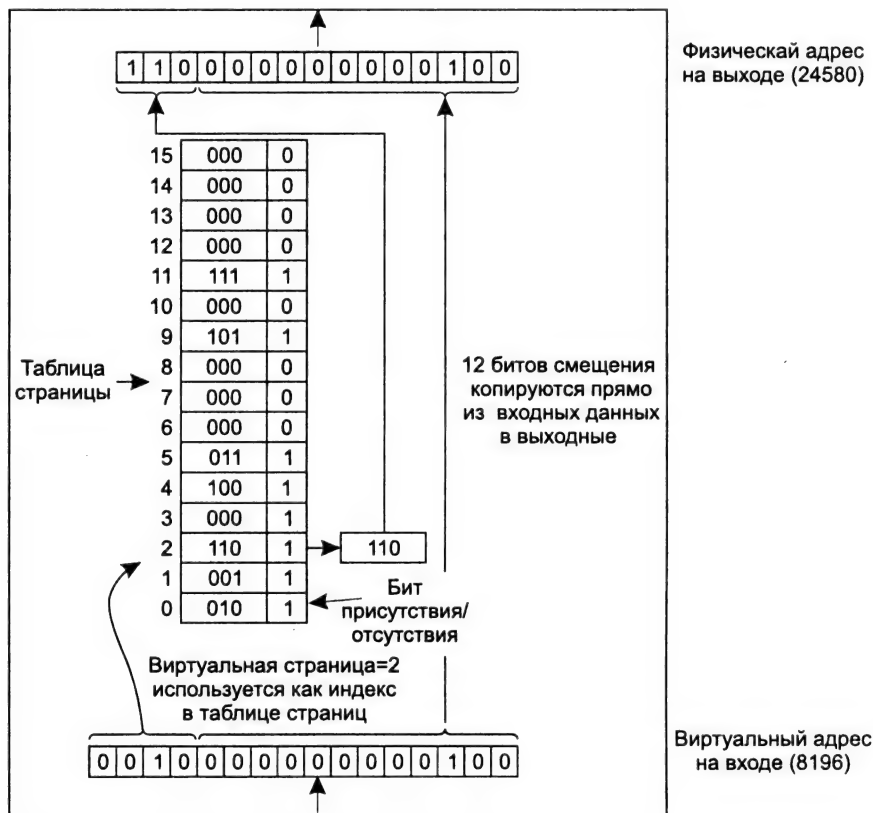 1 1 0 0 0 0 0 0 0 0 0 0 1 0 0
Физическай адрес
на выходе (24580)
15 000 0
14 000 0
13 000 0
12 000 0
11 111 1
10 000 0
9 101 1
8 000 0
7 000 0
6 000 0
5 011 1
4 100 1
3 000 1
2 110 1 110
1 001 1
0 010 1
Таблица
страницы
12 битов смещения
копируются прямо
из входных данных
в выходные
Бит
присутствия/
отсутствия
Виртуальная страница=2
используется как индекс
в таблице страниц
0 0 1 0 0 0 0 0 0 0 0 0 0 1 0 0
Виртуальный адрес
на входе (8196)